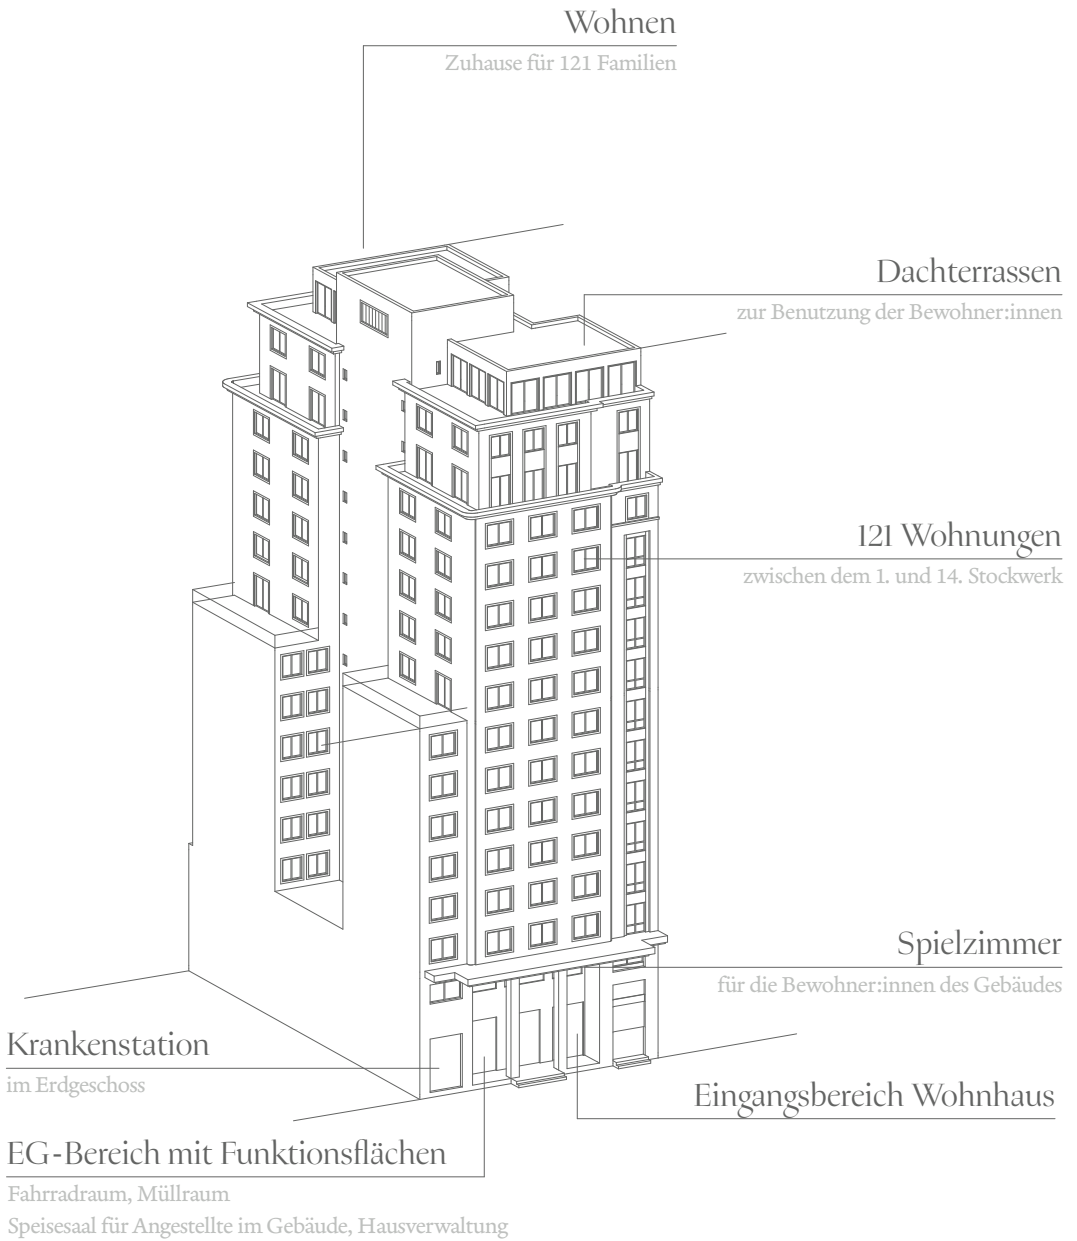 Wohnen
Zuhause für 121 Familien
Dachterrassen
zur Benutzung der Bewohner:innen
121 Wohnungen
zwischen dem 1. und 14. Stockwerk
Spielzimmer
für die Bewohner:innen des Gebäudes
Krankenstation
im Erdgeschoss
Eingangsbereich Wohnhaus
EG-Bereich mit Funktionsflächen
Fahrradraum, Müllraum
Speisesaal für Angestellte im Gebäude, Hausverwaltung